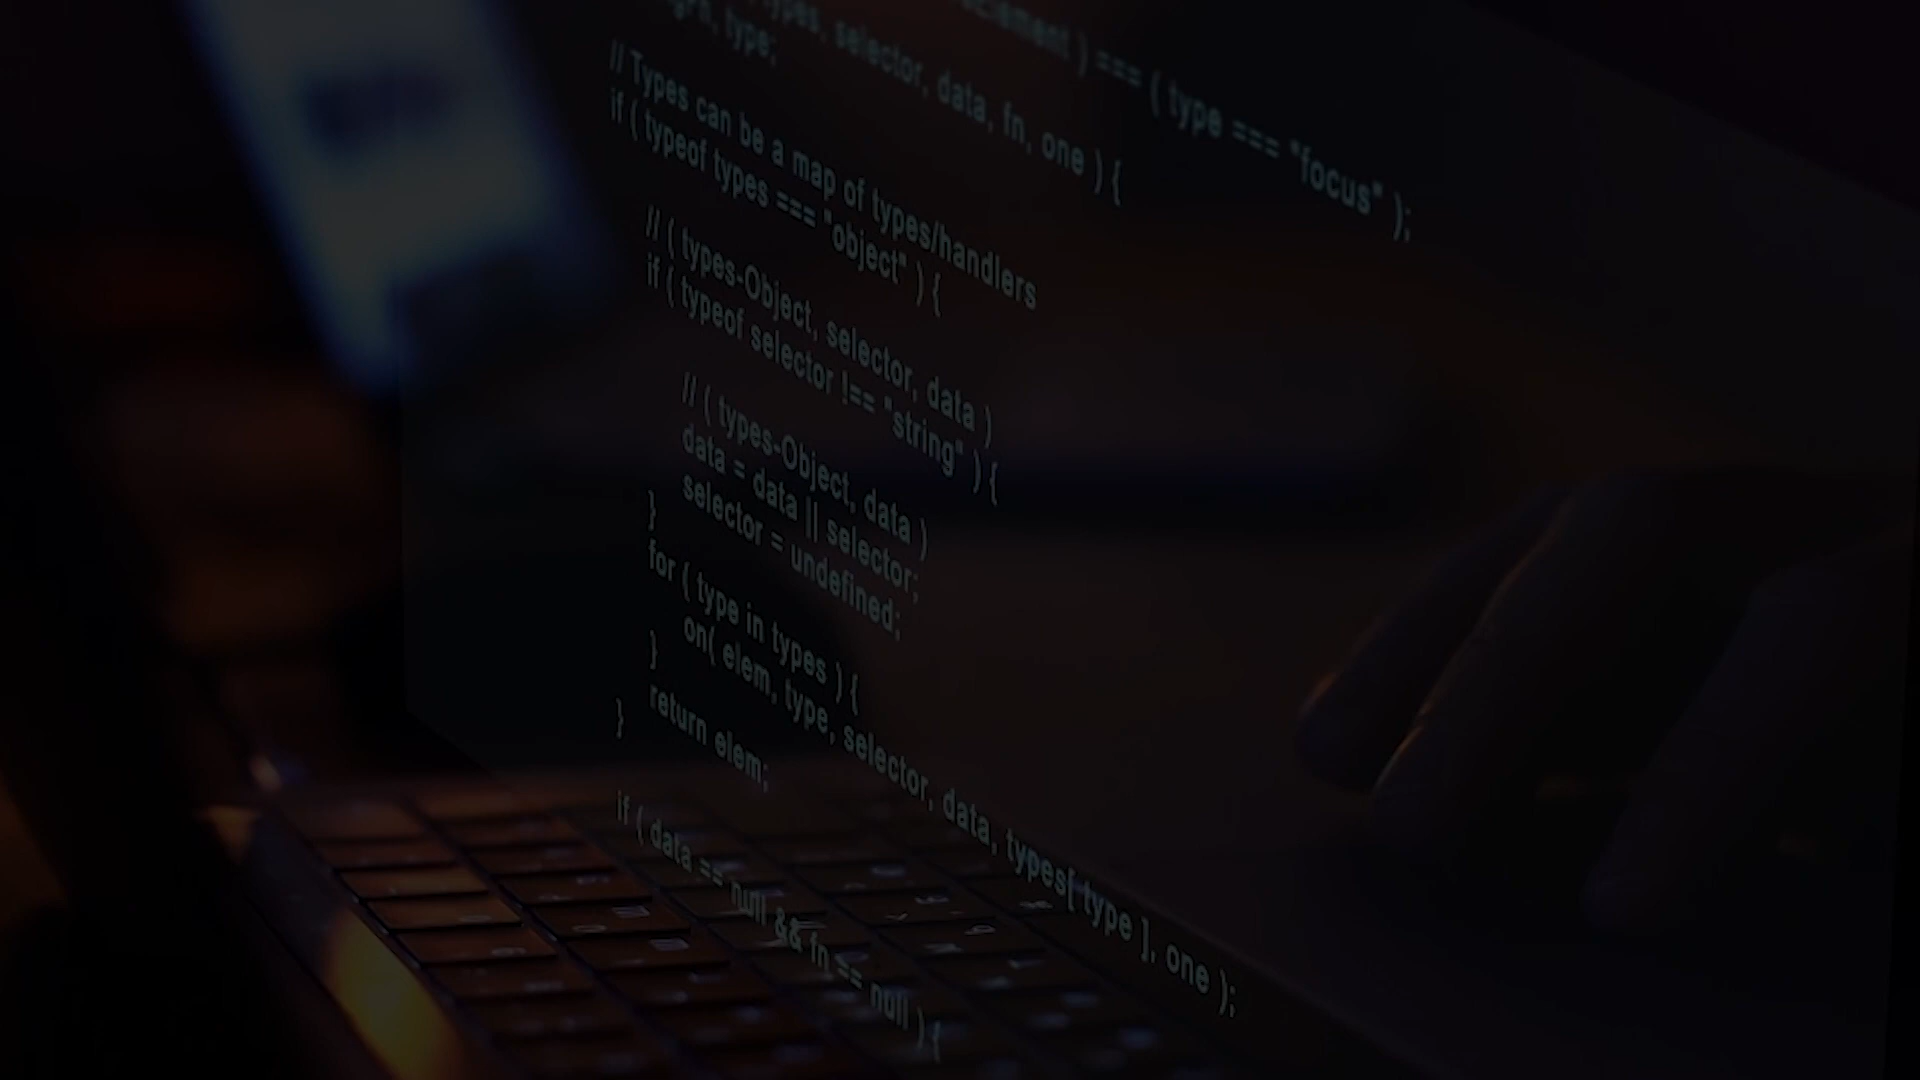 ) === ( type === "focus" );
selector, data, fn, one ) {
type;
// Types can be a map of types/handlers
if ( typeof types === "object" ) {
// ( types-Object, selector, data )
if ( typeof selector !== "string" ) {
// ( types-Object, data )
data = data || selector;
selector = undefined;
}
for ( type in types ) {
on( elem, type, selector, data, types[ type ], one );
}
return elem;
}
if ( data == null && fn == null ) {